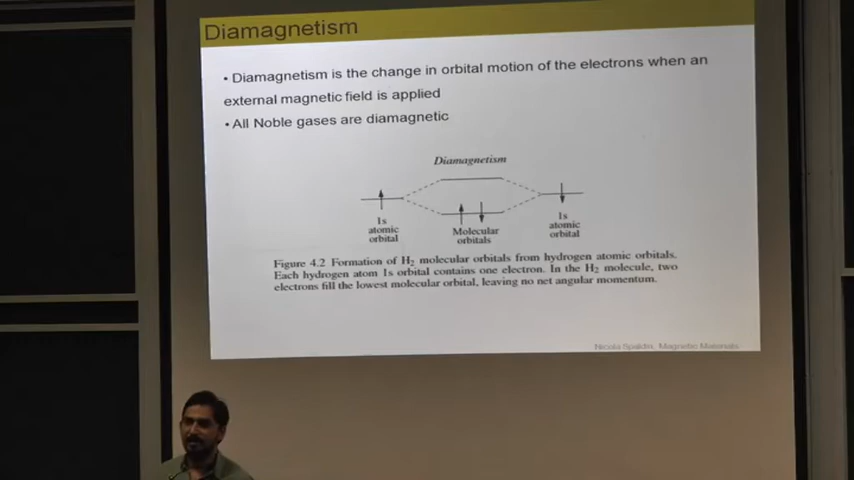 Diamagnetism
• Diamagnetism is the change in orbital motion of the electrons when an
external magnetic field is applied
• All Noble gases are diamagnetic
Diamagnetism
1s
atomic
orbital
Molecular
orbitals
1s
atomic
orbital
Figure 4.2 Formation of H₂ molecular orbitals from hydrogen atomic orbitals.
Each hydrogen atom 1s orbital contains one electron. In the H₂ molecule, two
electrons fill the lowest molecular orbital, leaving no net angular momentum.
Nicola Spaldin, Magnetic Materials